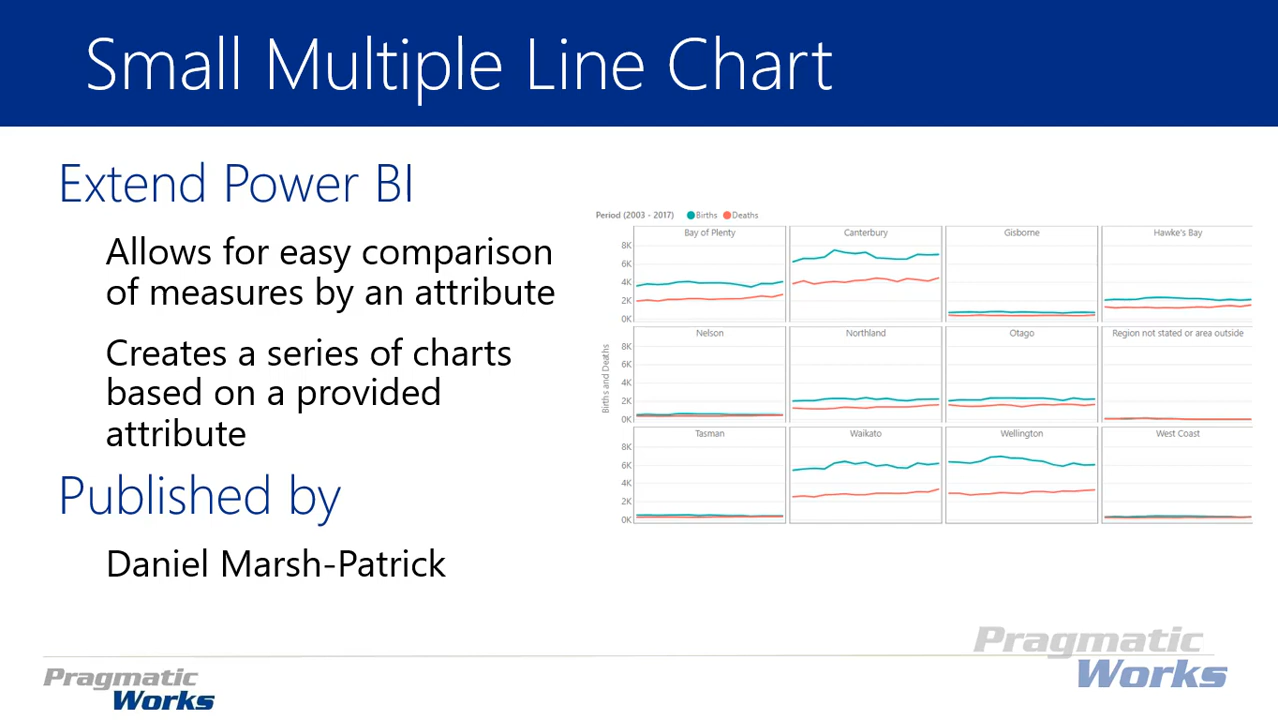 Small Multiple Line Chart
Extend Power BI
Allows for easy comparison
of measures by an attribute
Creates a series of charts
based on a provided
attribute
Published by
Daniel Marsh-Patrick
Period (2003 - 2017) Births Deaths
Bay of Plenty Canterbury Gisborne Hawke's Bay
8K
6K
4K
2K
0K
Nelson Northland Otago Region not stated or area outside
Births and Deaths
8K
6K
4K
2K
0K
Tasman Waikato Wellington West Coast
8K
6K
4K
2K
0K
Pragmatic
Works
Pragmatic
Works